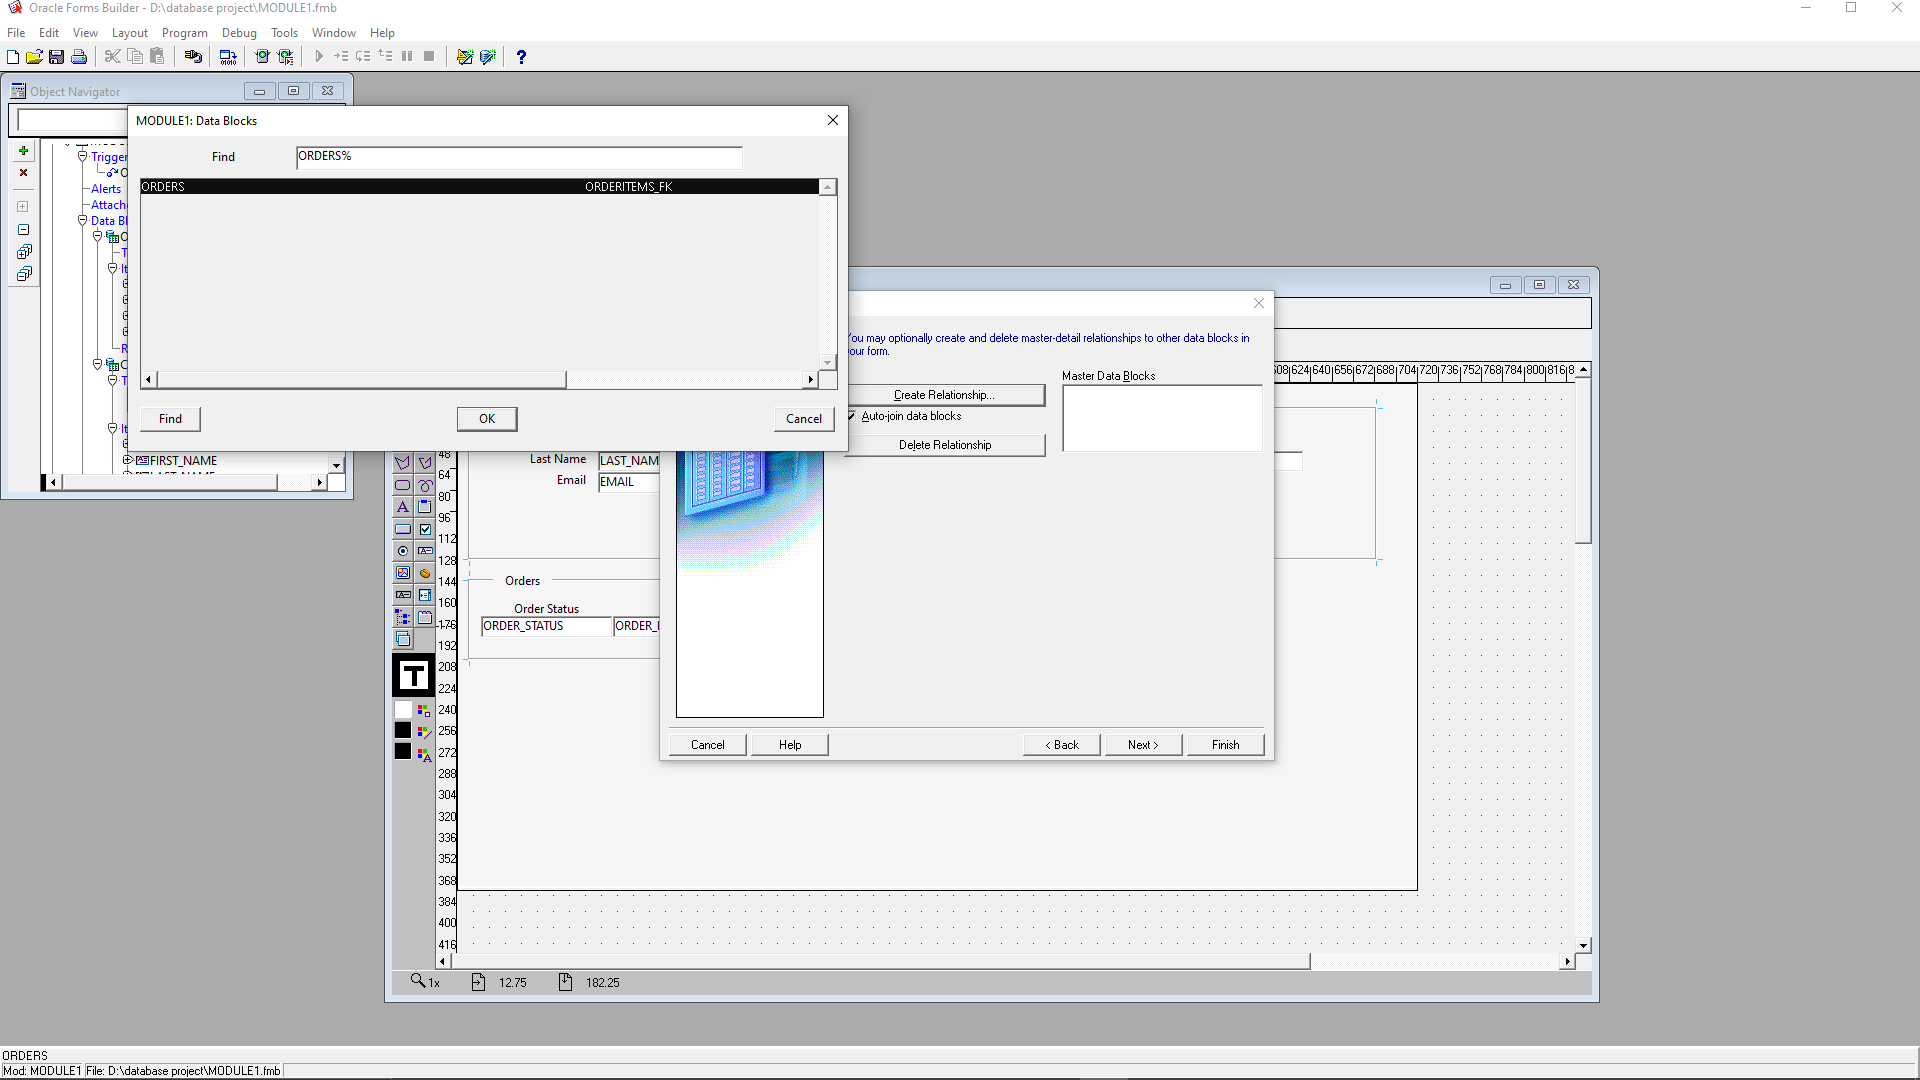 Oracle Forms Builder - D:\database project\MODULE1.fmb
File Edit View Layout Program Debug Tools Window Help
Object Navigator
MODULE1: Data Blocks
Find
ORDERS%
ORDERS ORDERITEMS_FK
Find OK Cancel
Trigger
Alerts
Attach
Data Bl
FIRST_NAME
You may optionally create and delete master-detail relationships to other data blocks in
your form.
Create Relationship...
Auto-join data blocks
Delete Relationship
Master Data Blocks
Cancel Help < Back Next > Finish
608 624 640 656 672 688 704 720 736 752 768 784 800 816 8
48
64
80
96
112
128
144
160
176
192
208
224
240
256
272
288
304
320
336
352
368
384
400
416
Last Name LAST_NAM
Email EMAIL
Orders
Order Status
ORDER_STATUS ORDER_
T
1x 12.75 182.25
ORDERS
Mod: MODULE1 File: D:\database project\MODULE1.fmb